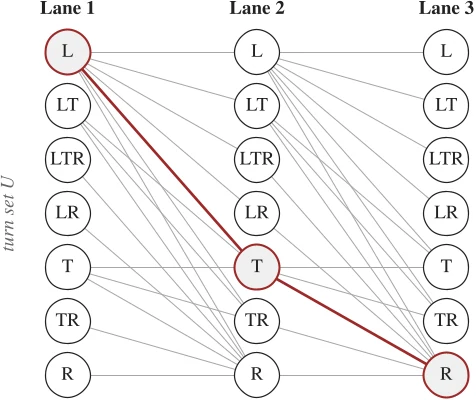 Lane 1 Lane 2 Lane 3
L L L
LT LT LT
LTR LTR LTR
LR LR LR
T T T
TR TR TR
R R R
turn set U